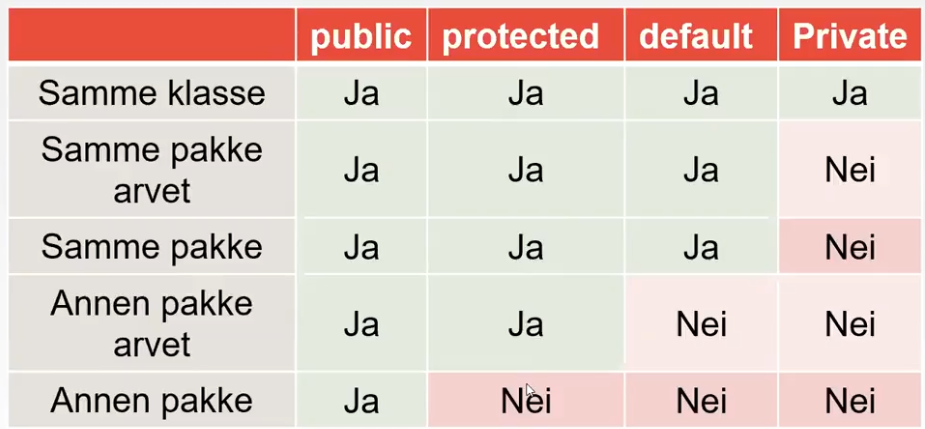 public protected default Private
Samme klasse Ja Ja Ja Ja
Samme pakke
arvet Ja Ja Ja Nei
Samme pakke Ja Ja Ja Nei
Annen pakke
arvet Ja Ja Nei Nei
Annen pakke Ja Nei Nei Nei